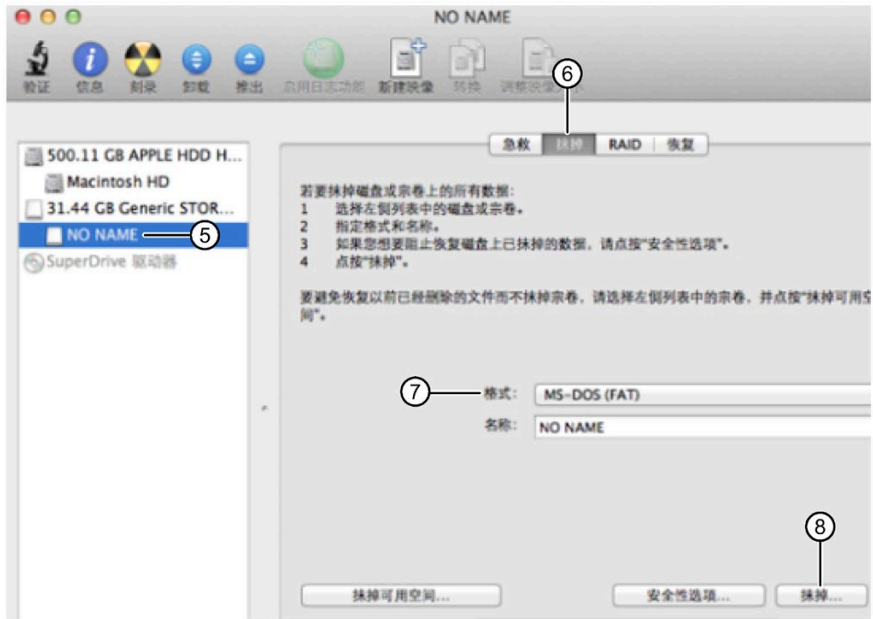 NO NAME
验证 信息 刻录 卸载 推出 启用日志功能 新建映像 转换 调整映像大小
⑥
急救 抹掉 RAID 恢复
500.11 GB APPLE HDD H...
Macintosh HD
31.44 GB Generic STOR...
NO NAME ⑤
SuperDrive 驱动器
若要抹掉磁盘或宗卷上的所有数据:
1 选择左侧列表中的磁盘或宗卷。
2 指定格式和名称。
3 如果您想要阻止恢复磁盘上已抹掉的数据，请点按“安全性选项”。
4 点按“抹掉”。
要避免恢复以前已经删除的文件而不抹掉宗卷，请选择左侧列表中的宗卷，并点按“抹掉可用空
间”。
⑦ 格式: MS-DOS (FAT)
名称: NO NAME
⑧
抹掉可用空间... 安全性选项... 抹掉...